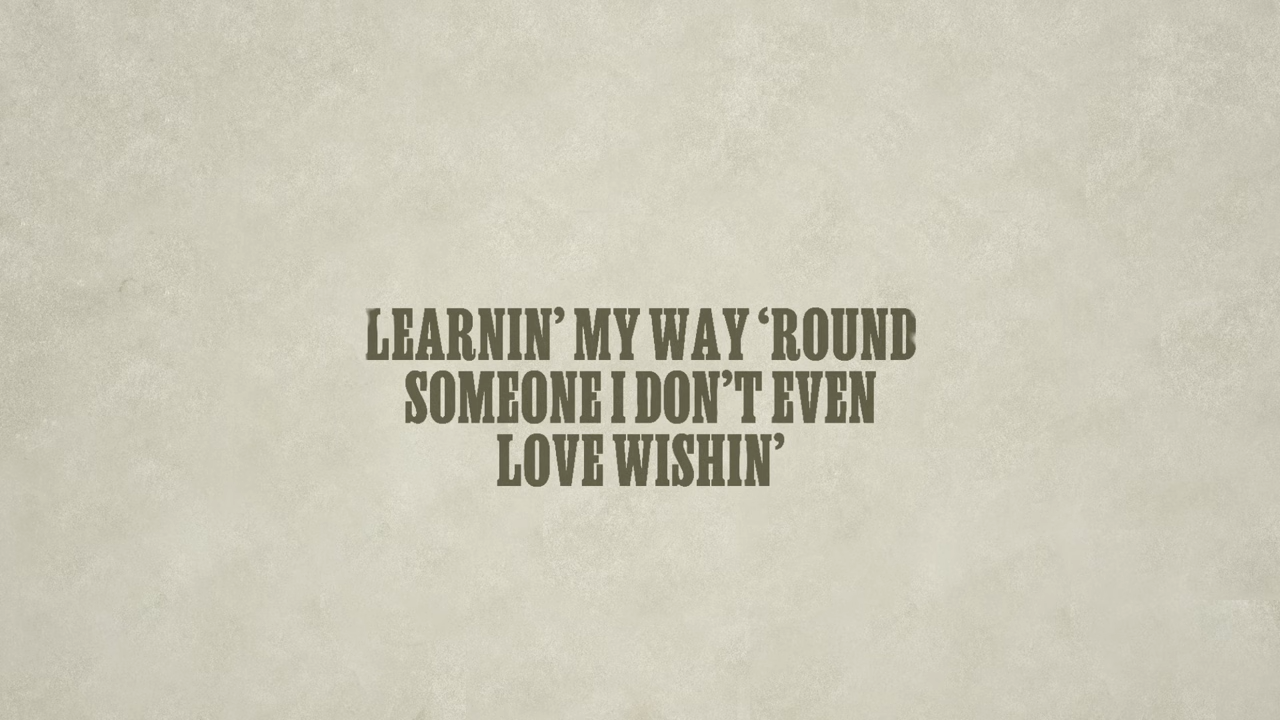 LEARNIN’ MY WAY ‘ROUND
SOMEONE I DON’T EVEN
LOVE WISHIN’